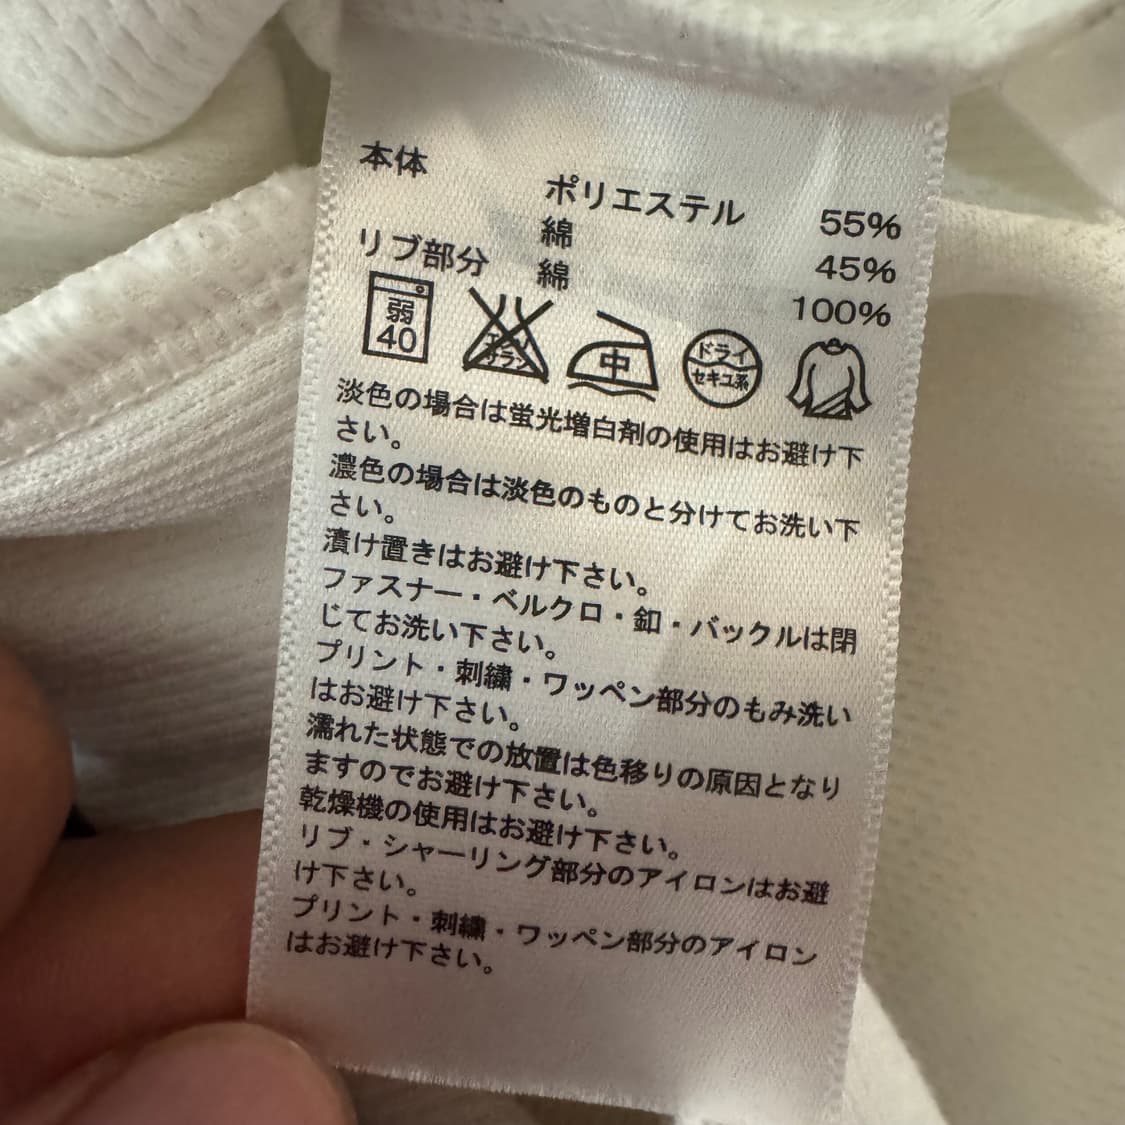 本体
ポリエステル 55%
綿 45%
リブ部分 綿 100%
弱 40 エンソ サラシ 中 ドライ セキユ系
淡色の場合は蛍光増白剤の使用はお避け下
さい。
濃色の場合は淡色のものと分けてお洗い下
さい。
漬け置きはお避け下さい。
ファスナー・ベルクロ・釦・バックルは閉
じてお洗い下さい。
プリント・刺繍・ワッペン部分のもみ洗い
はお避け下さい。
濡れた状態での放置は色移りの原因となり
ますのでお避け下さい。
乾燥機の使用はお避け下さい。
リブ・シャーリング部分のアイロンはお避
け下さい。
プリント・刺繍・ワッペン部分のアイロン
はお避け下さい。